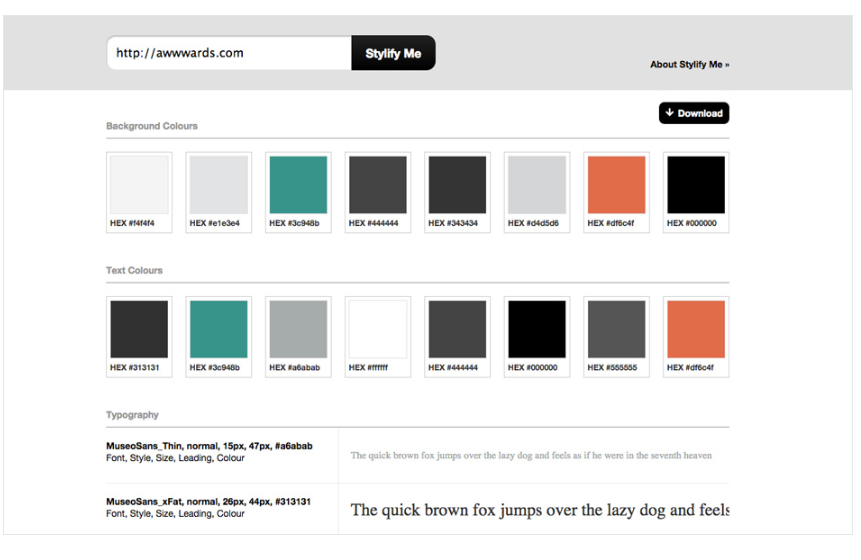 http://awwwards.com
Stylify Me
About Stylify Me »
Download
Background Colours
HEX #f4f4f4
HEX #e1e3e4
HEX #3c948b
HEX #444444
HEX #343434
HEX #d4d5d6
HEX #df6c4f
HEX #000000
Text Colours
HEX #313131
HEX #3c948b
HEX #a6abab
HEX #ffffff
HEX #444444
HEX #000000
HEX #555555
HEX #df6c4f
Typography
MuseoSans_Thin, normal, 15px, 47px, #a6abab
Font, Style, Size, Leading, Colour
The quick brown fox jumps over the lazy dog and feels as if he were in the seventh heaven
MuseoSans_xFat, normal, 26px, 44px, #313131
Font, Style, Size, Leading, Colour
The quick brown fox jumps over the lazy dog and feels